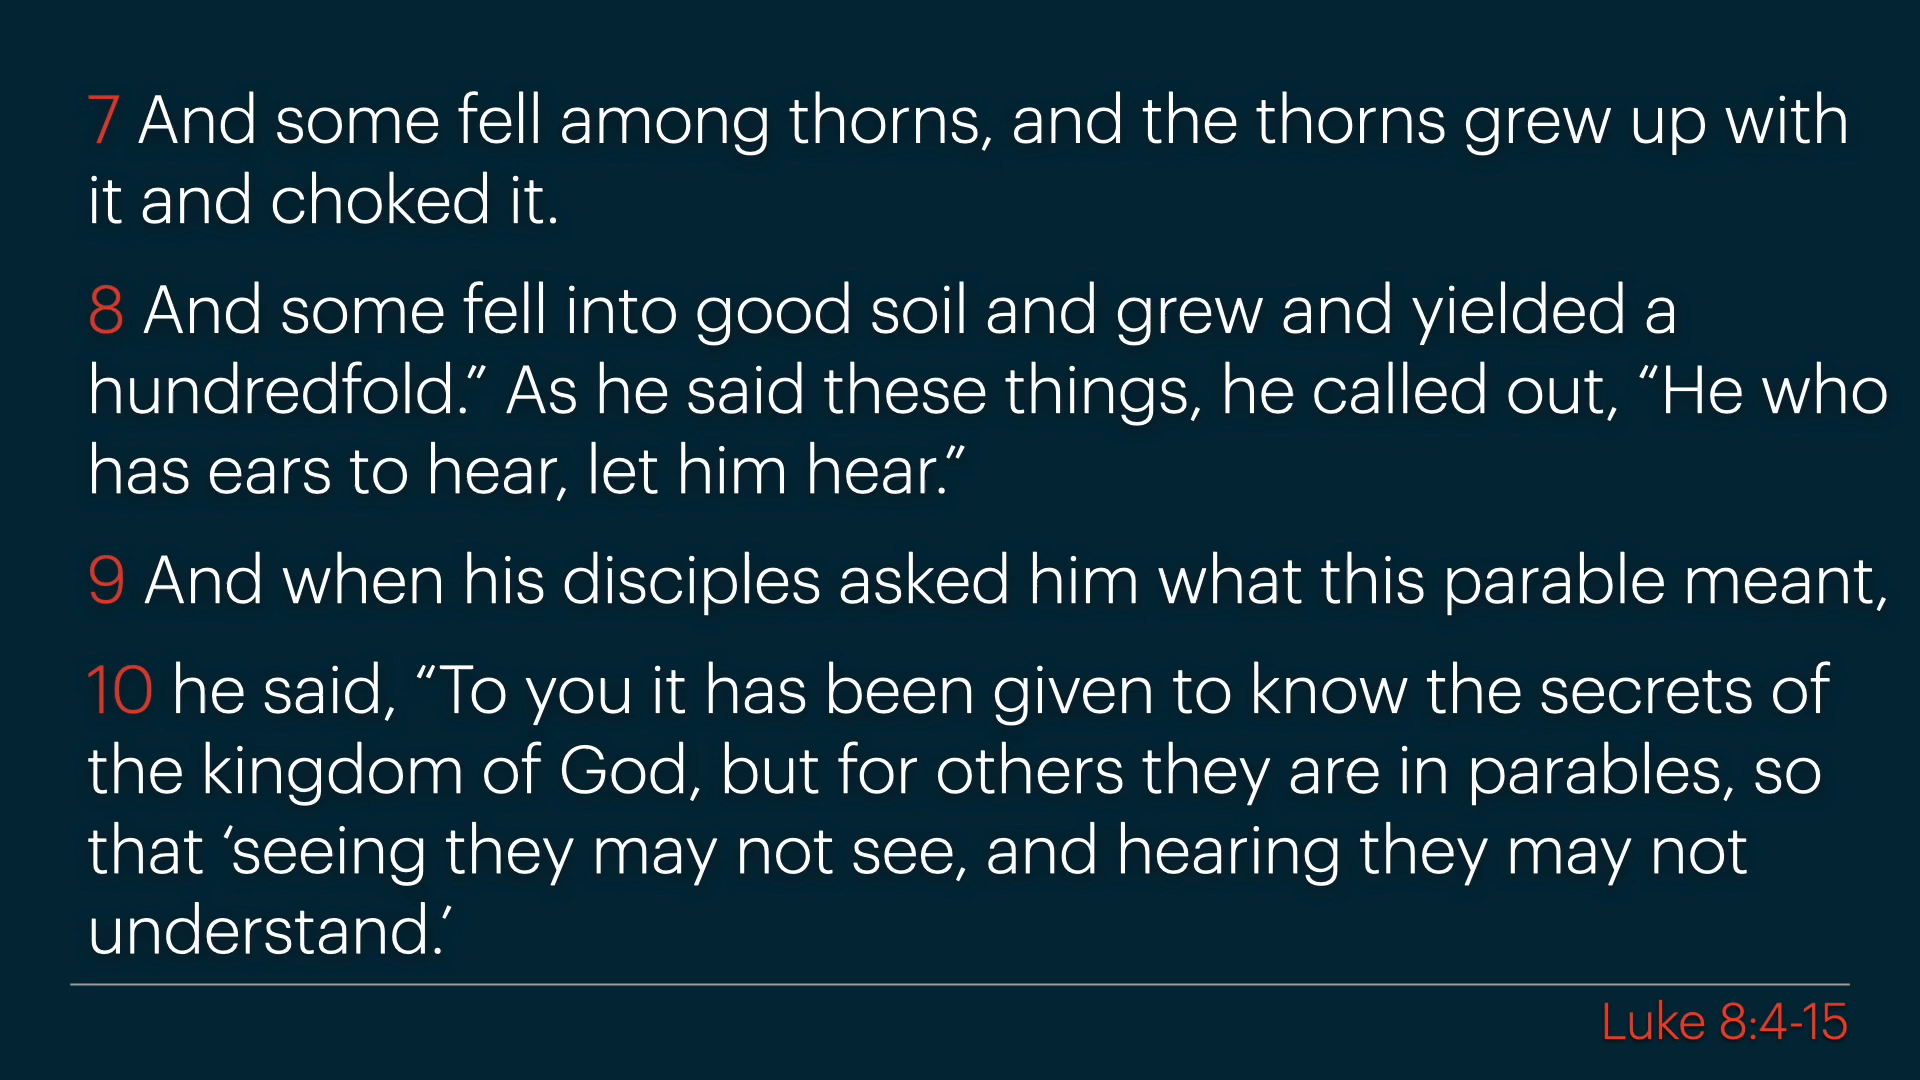 7 And some fell among thorns, and the thorns grew up with
it and choked it.
8 And some fell into good soil and grew and yielded a
hundredfold.” As he said these things, he called out, “He who
has ears to hear, let him hear.”
9 And when his disciples asked him what this parable meant,
10 he said, “To you it has been given to know the secrets of
the kingdom of God, but for others they are in parables, so
that ‘seeing they may not see, and hearing they may not
understand.’
Luke 8:4-15